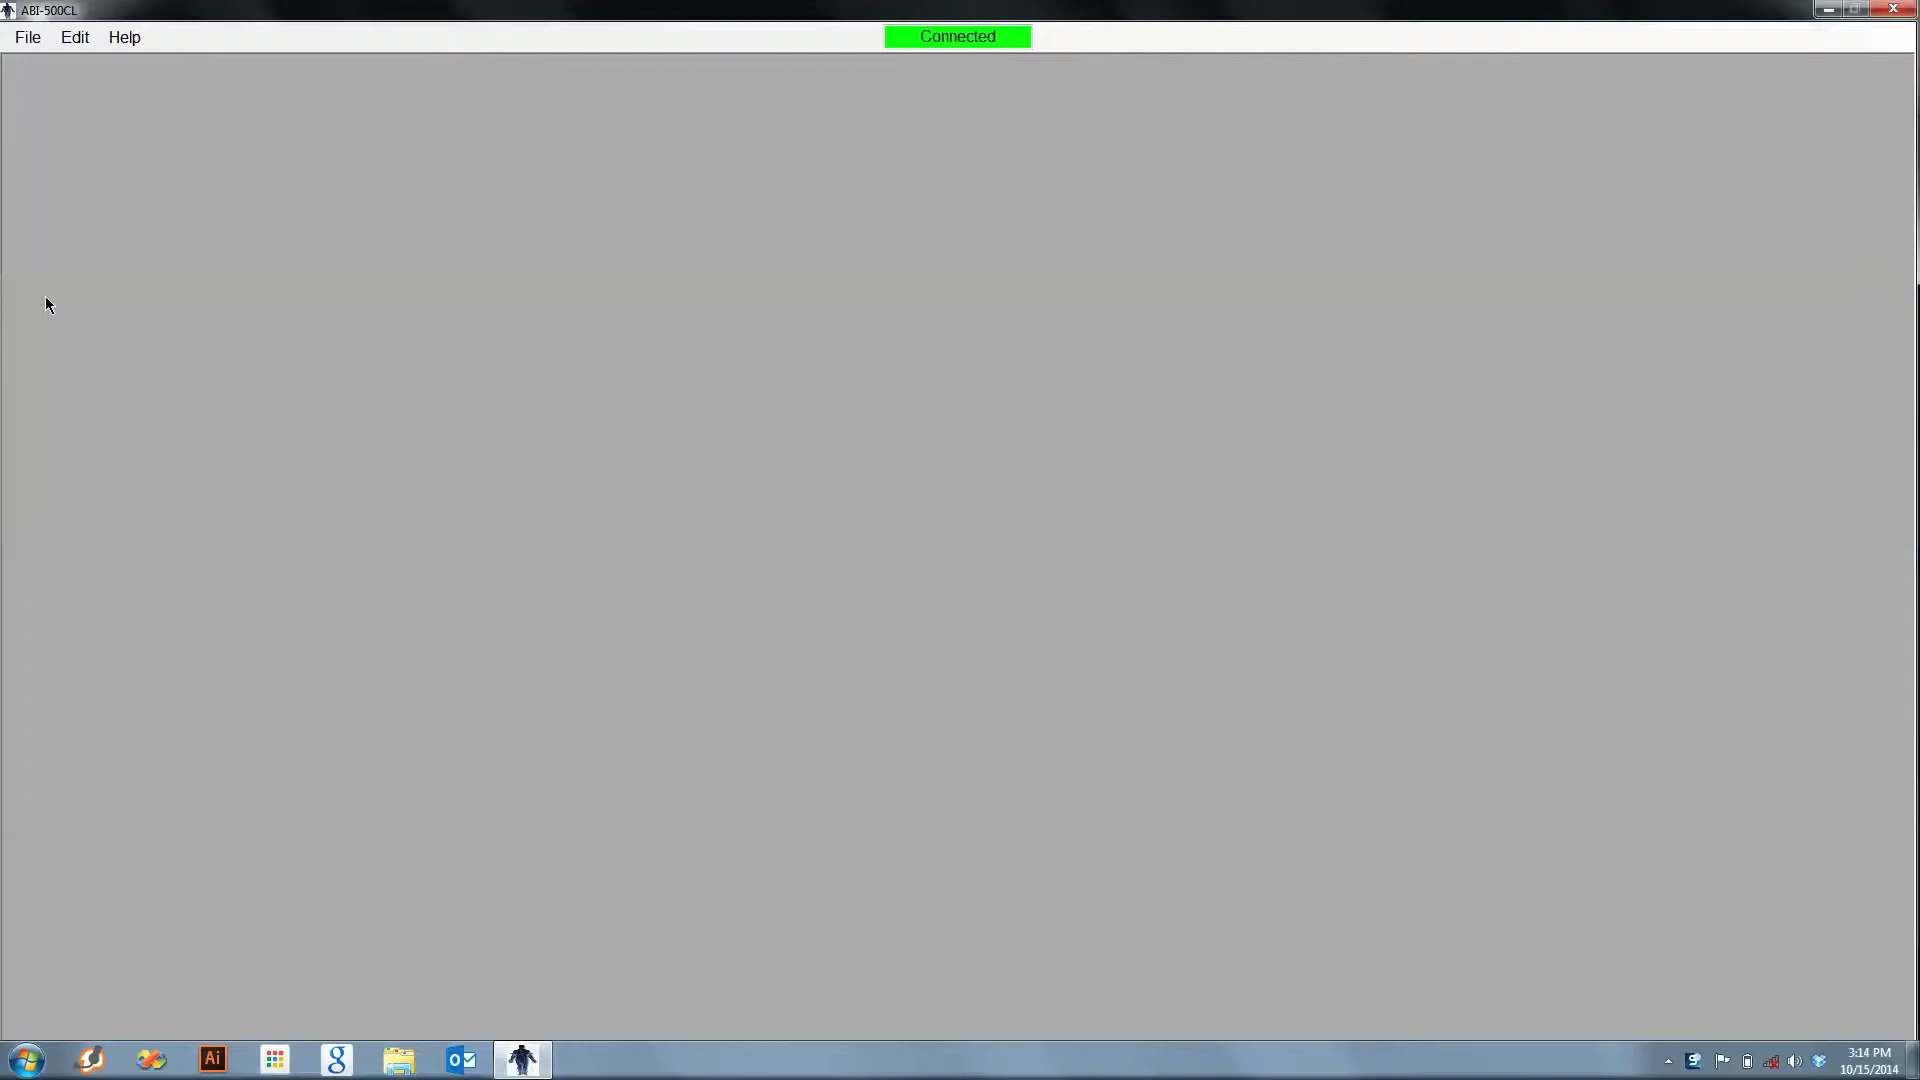 ABI-500CL
File Edit Help
Connected
Ai
g
3:14 PM
10/15/2014